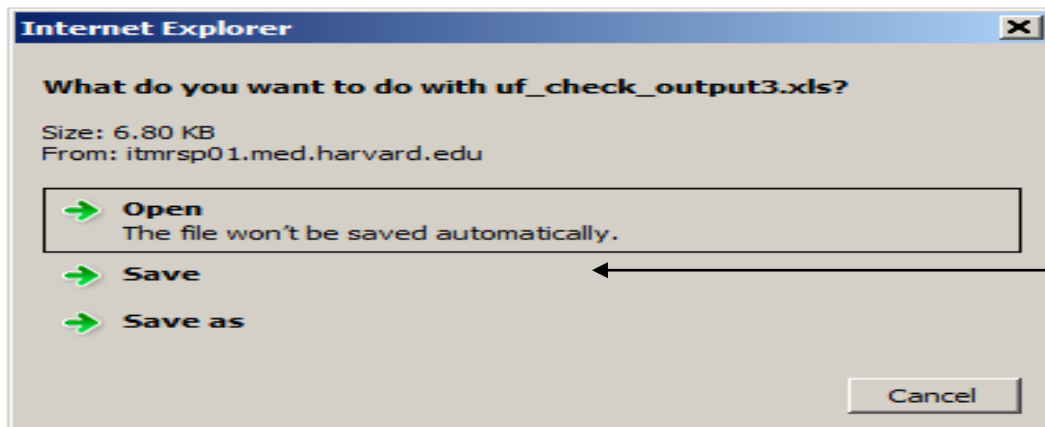 Internet Explorer
What do you want to do with uf_check_output3.xls?
Size: 6.80 KB
From: itmrsp01.med.harvard.edu
Open
The file won't be saved automatically.
Save
Save as
Cancel